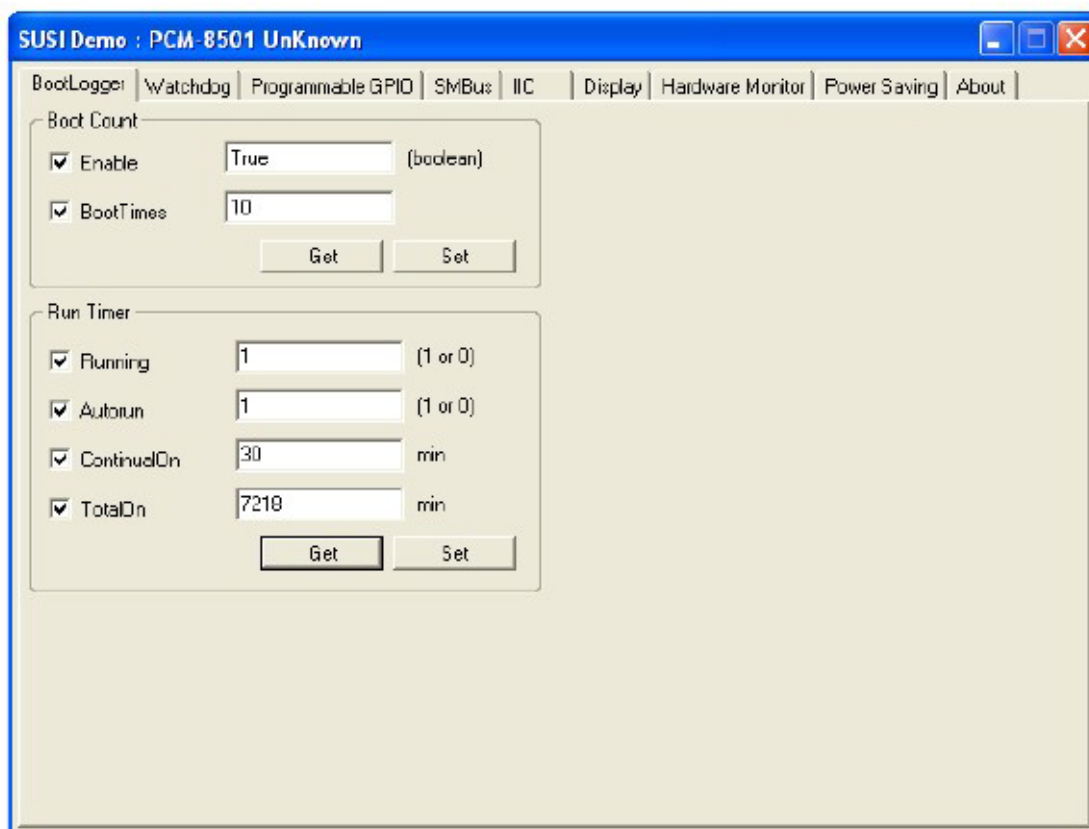 SUSI Demo : PCM-8501 UnKnown
BootLogger Watchdog Programmable GPIO SMBus IIC Display Hardware Monitor Power Saving About
Boot Count
Enable True (boolean)
BootTimes 10
Get Set
Run Timer
Running 1 (1 or 0)
Autorun 1 (1 or 0)
ContinualOn 30 min
TotalOn 7218 min
Get Set